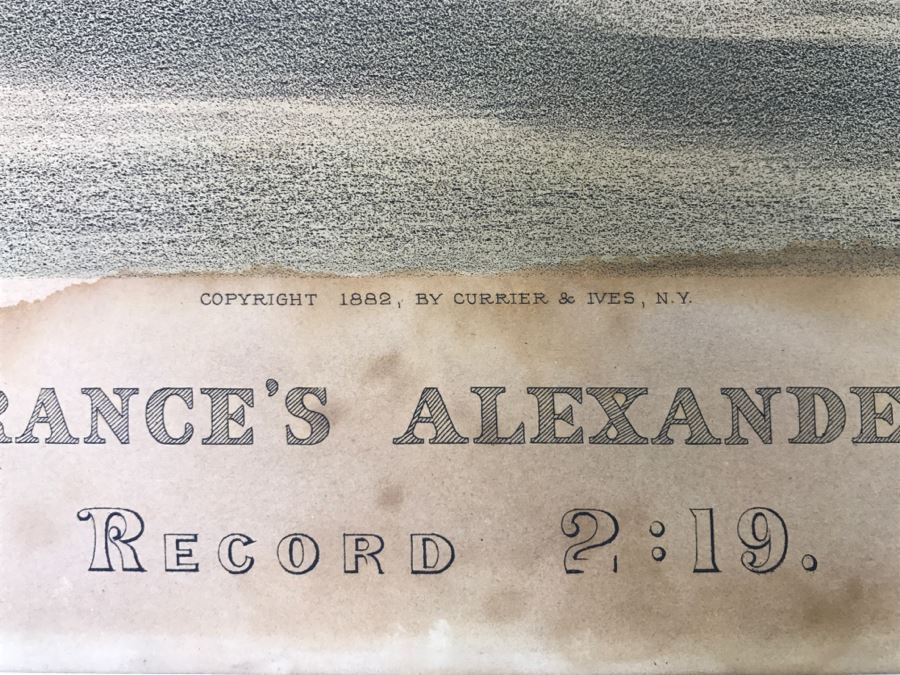 COPYRIGHT 1882, BY CURRIER & IVES, N.Y.
RANCE'S ALEXANDE
RECORD 2:19.